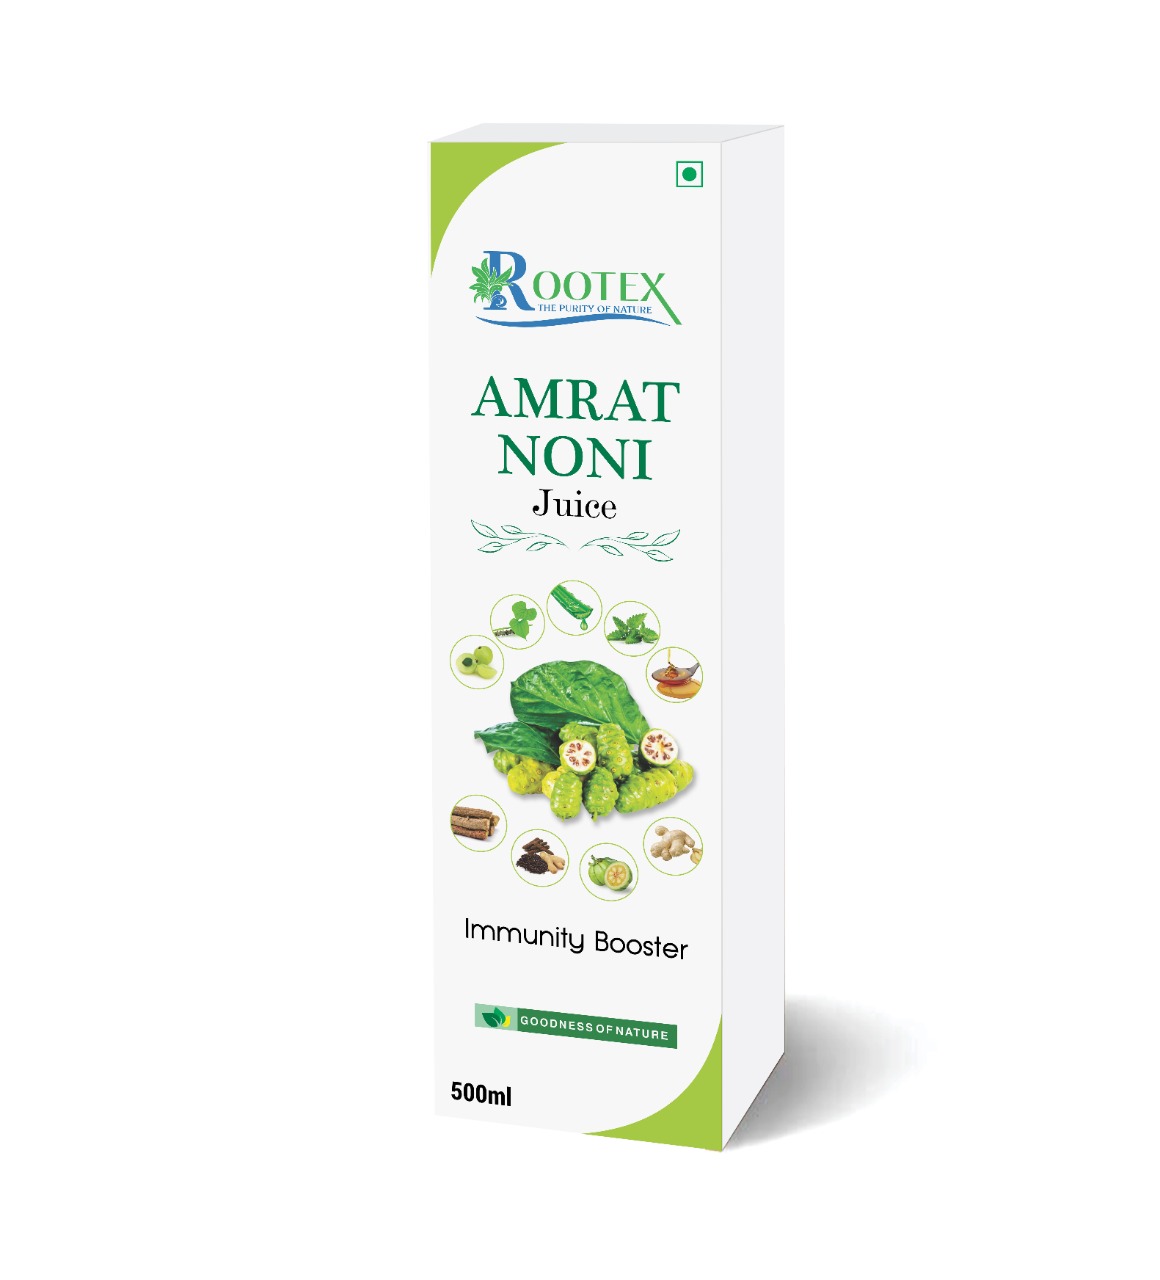 ROOTEX
THE PURITY OF NATURE
AMRAT
NONI
Juice
Immunity Booster
GOODNESS OF NATURE
500ml